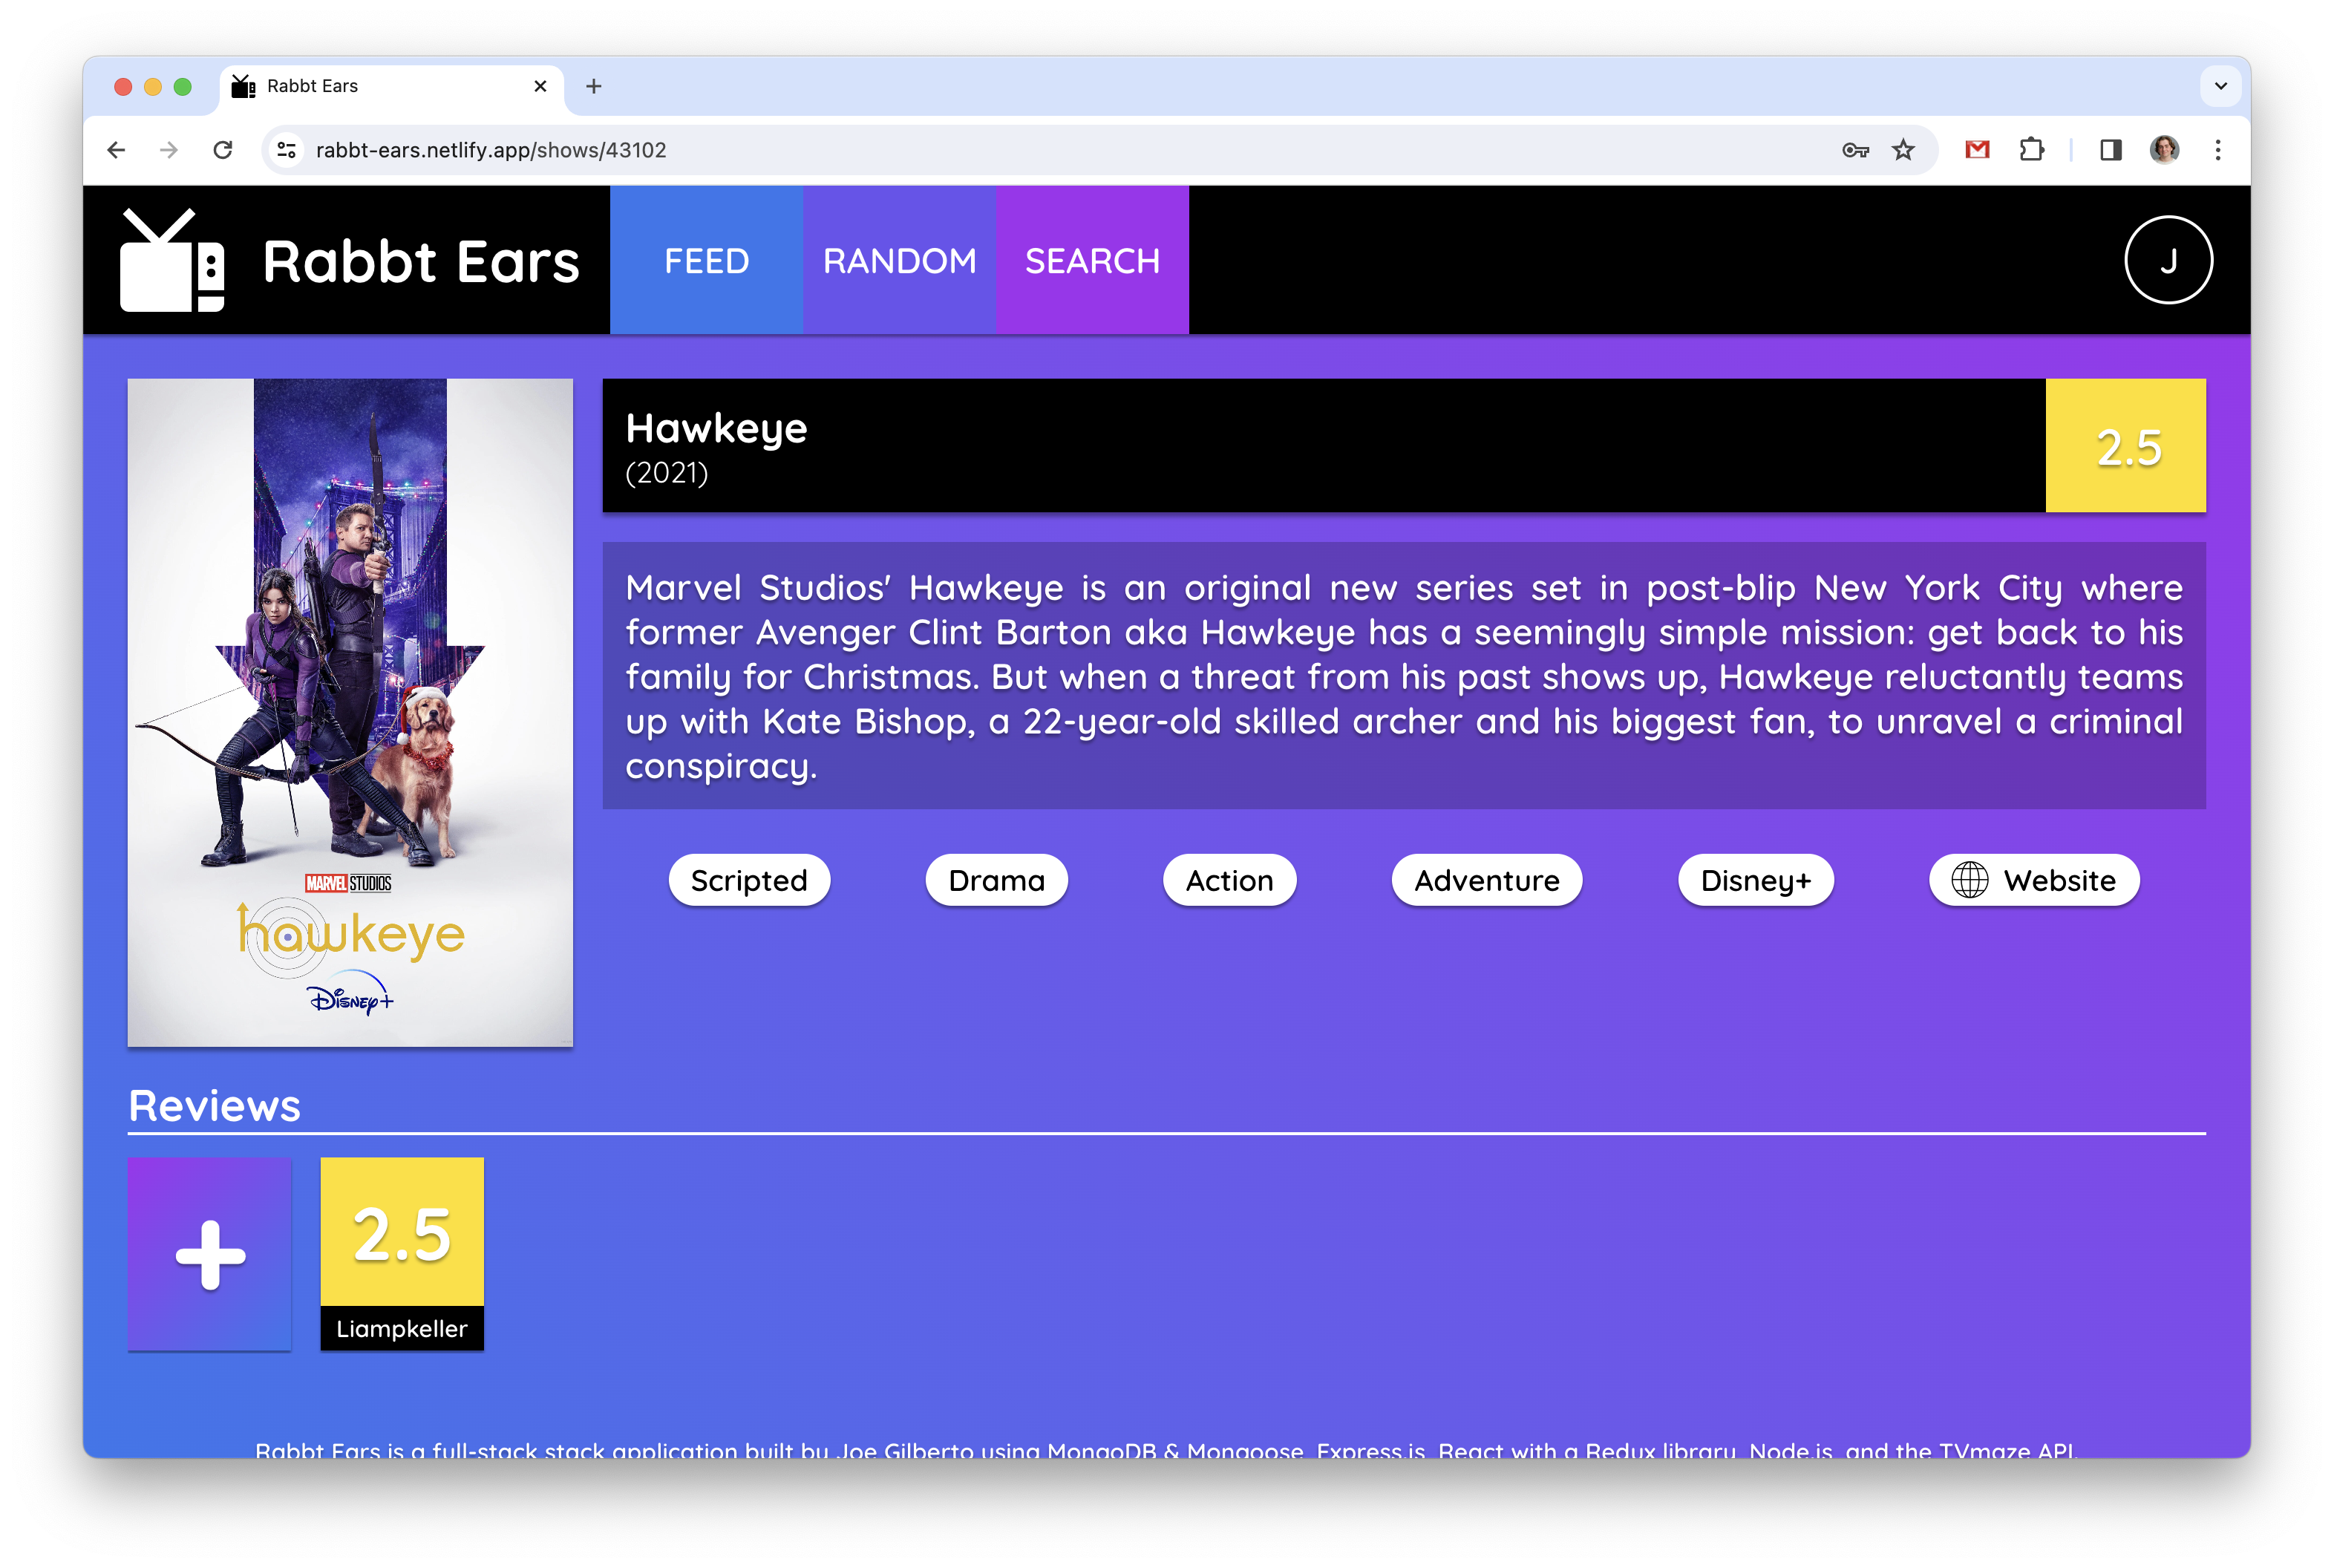 Rabbt Ears
rabbt-ears.netlify.app/shows/43102
Rabbt Ears
FEED
RANDOM
SEARCH
J
Hawkeye
(2021)
2.5
Marvel Studios' Hawkeye is an original new series set in post-blip New York City where
former Avenger Clint Barton aka Hawkeye has a seemingly simple mission: get back to his
family for Christmas. But when a threat from his past shows up, Hawkeye reluctantly teams
up with Kate Bishop, a 22-year-old skilled archer and his biggest fan, to unravel a criminal
conspiracy.
Scripted
Drama
Action
Adventure
Disney+
Website
MARVEL STUDIOS
hawkeye
Disney+
Reviews
2.5
Liampkeller
Rabbt Ears is a full-stack stack application built by Joe Gilberto using MongoDB & Mongoose, Express.js, React with a Redux library, Node.js, and the TVmaze API.